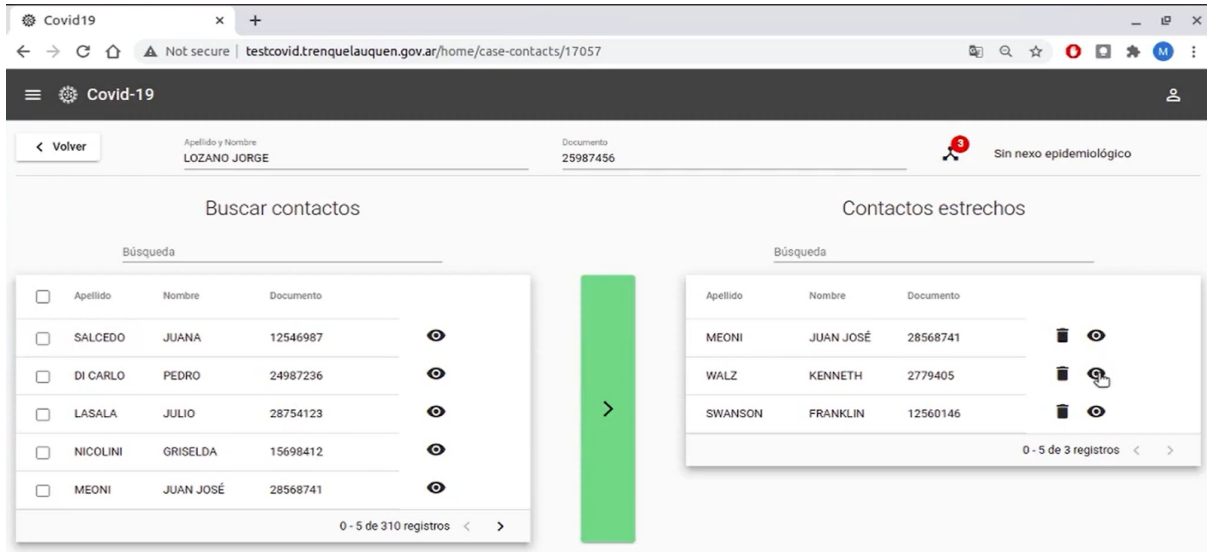 Covid19
Not secure | testcovid.trenquelauquen.gov.ar/home/case-contacts/17057
M
Covid-19
Volver
Apellido y Nombre
LOZANO JORGE
Documento
25987456
3
Sin nexo epidemiológico
Buscar contactos
Búsqueda
Apellido Nombre Documento
SALCEDO JUANA 12546987
DI CARLO PEDRO 24987236
LASALA JULIO 28754123
NICOLINI GRISELDA 15698412
MEONI JUAN JOSÉ 28568741
0 - 5 de 310 registros
Contactos estrechos
Búsqueda
Apellido Nombre Documento
MEONI JUAN JOSÉ 28568741
WALZ KENNETH 2779405
SWANSON FRANKLIN 12560146
0 - 5 de 3 registros